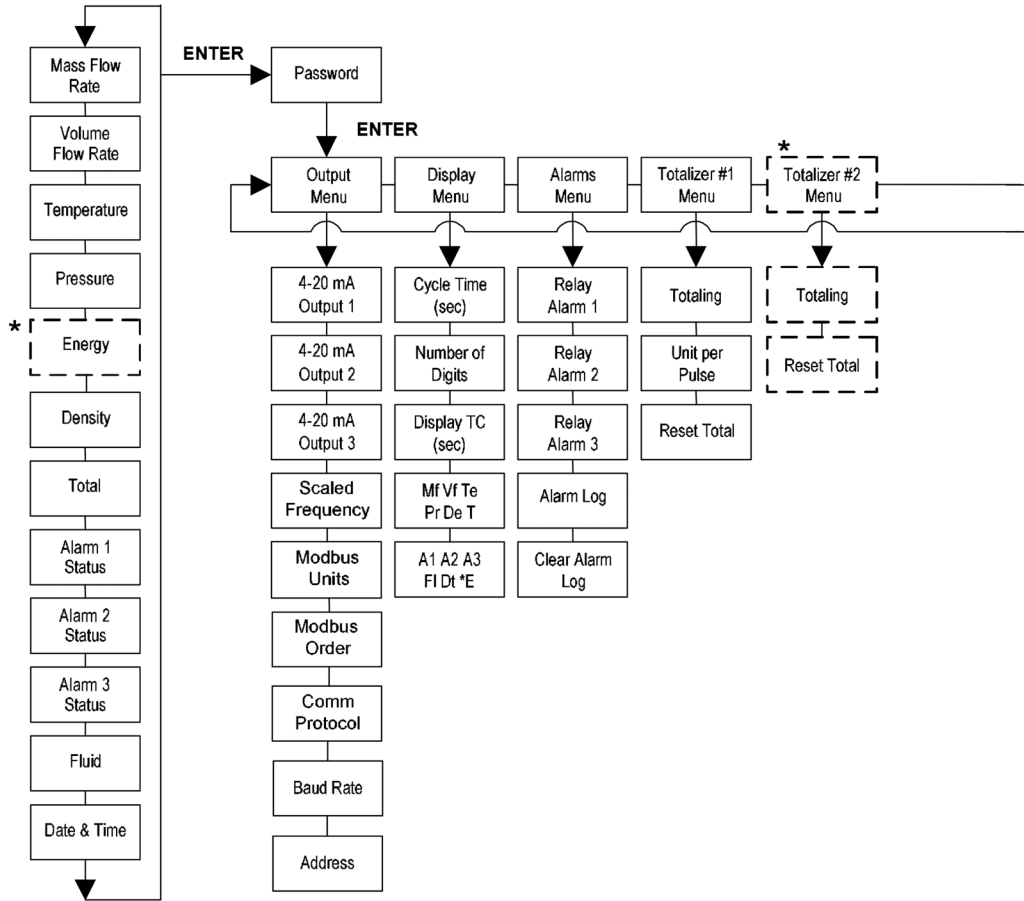 Mass Flow
Rate
Volume
Flow Rate
Temperature
Pressure
*
Energy
Density
Total
Alarm 1
Status
Alarm 2
Status
Alarm 3
Status
Fluid
Date & Time
ENTER
Password
ENTER
Output
Menu
4-20 mA
Output 1
4-20 mA
Output 2
4-20 mA
Output 3
Scaled
Frequency
Modbus
Units
Modbus
Order
Comm
Protocol
Baud Rate
Address
Display
Menu
Cycle Time
(sec)
Number of
Digits
Display TC
(sec)
Mf Vf Te
Pr De T
A1 A2 A3
Fl Dt *E
Alarms
Menu
Relay
Alarm 1
Relay
Alarm 2
Relay
Alarm 3
Alarm Log
Clear Alarm
Log
Totalizer #1
Menu
Totaling
Unit per
Pulse
Reset Total
*
Totalizer #2
Menu
Totaling
Reset Total